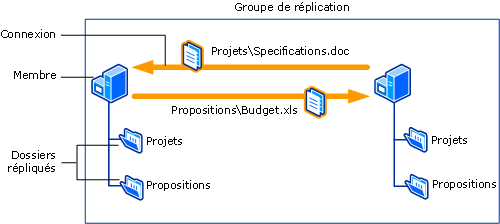 Groupe de réplication
Connexion
Projets\Specifications.doc
Membre
Propositions\Budget.xls
Projets
Projets
Dossiers
répliqués
Propositions
Propositions